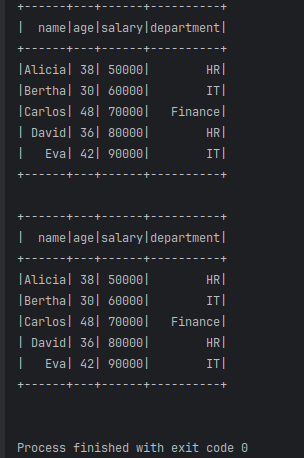 +------+---+------+----------+
|  name|age|salary|department|
+------+---+------+----------+
|Alicia| 38| 50000|        HR|
|Bertha| 30| 60000|        IT|
|Carlos| 48| 70000|   Finance|
| David| 36| 80000|        HR|
|   Eva| 42| 90000|        IT|
+------+---+------+----------+

+------+---+------+----------+
|  name|age|salary|department|
+------+---+------+----------+
|Alicia| 38| 50000|        HR|
|Bertha| 30| 60000|        IT|
|Carlos| 48| 70000|   Finance|
| David| 36| 80000|        HR|
|   Eva| 42| 90000|        IT|
+------+---+------+----------+

Process finished with exit code 0